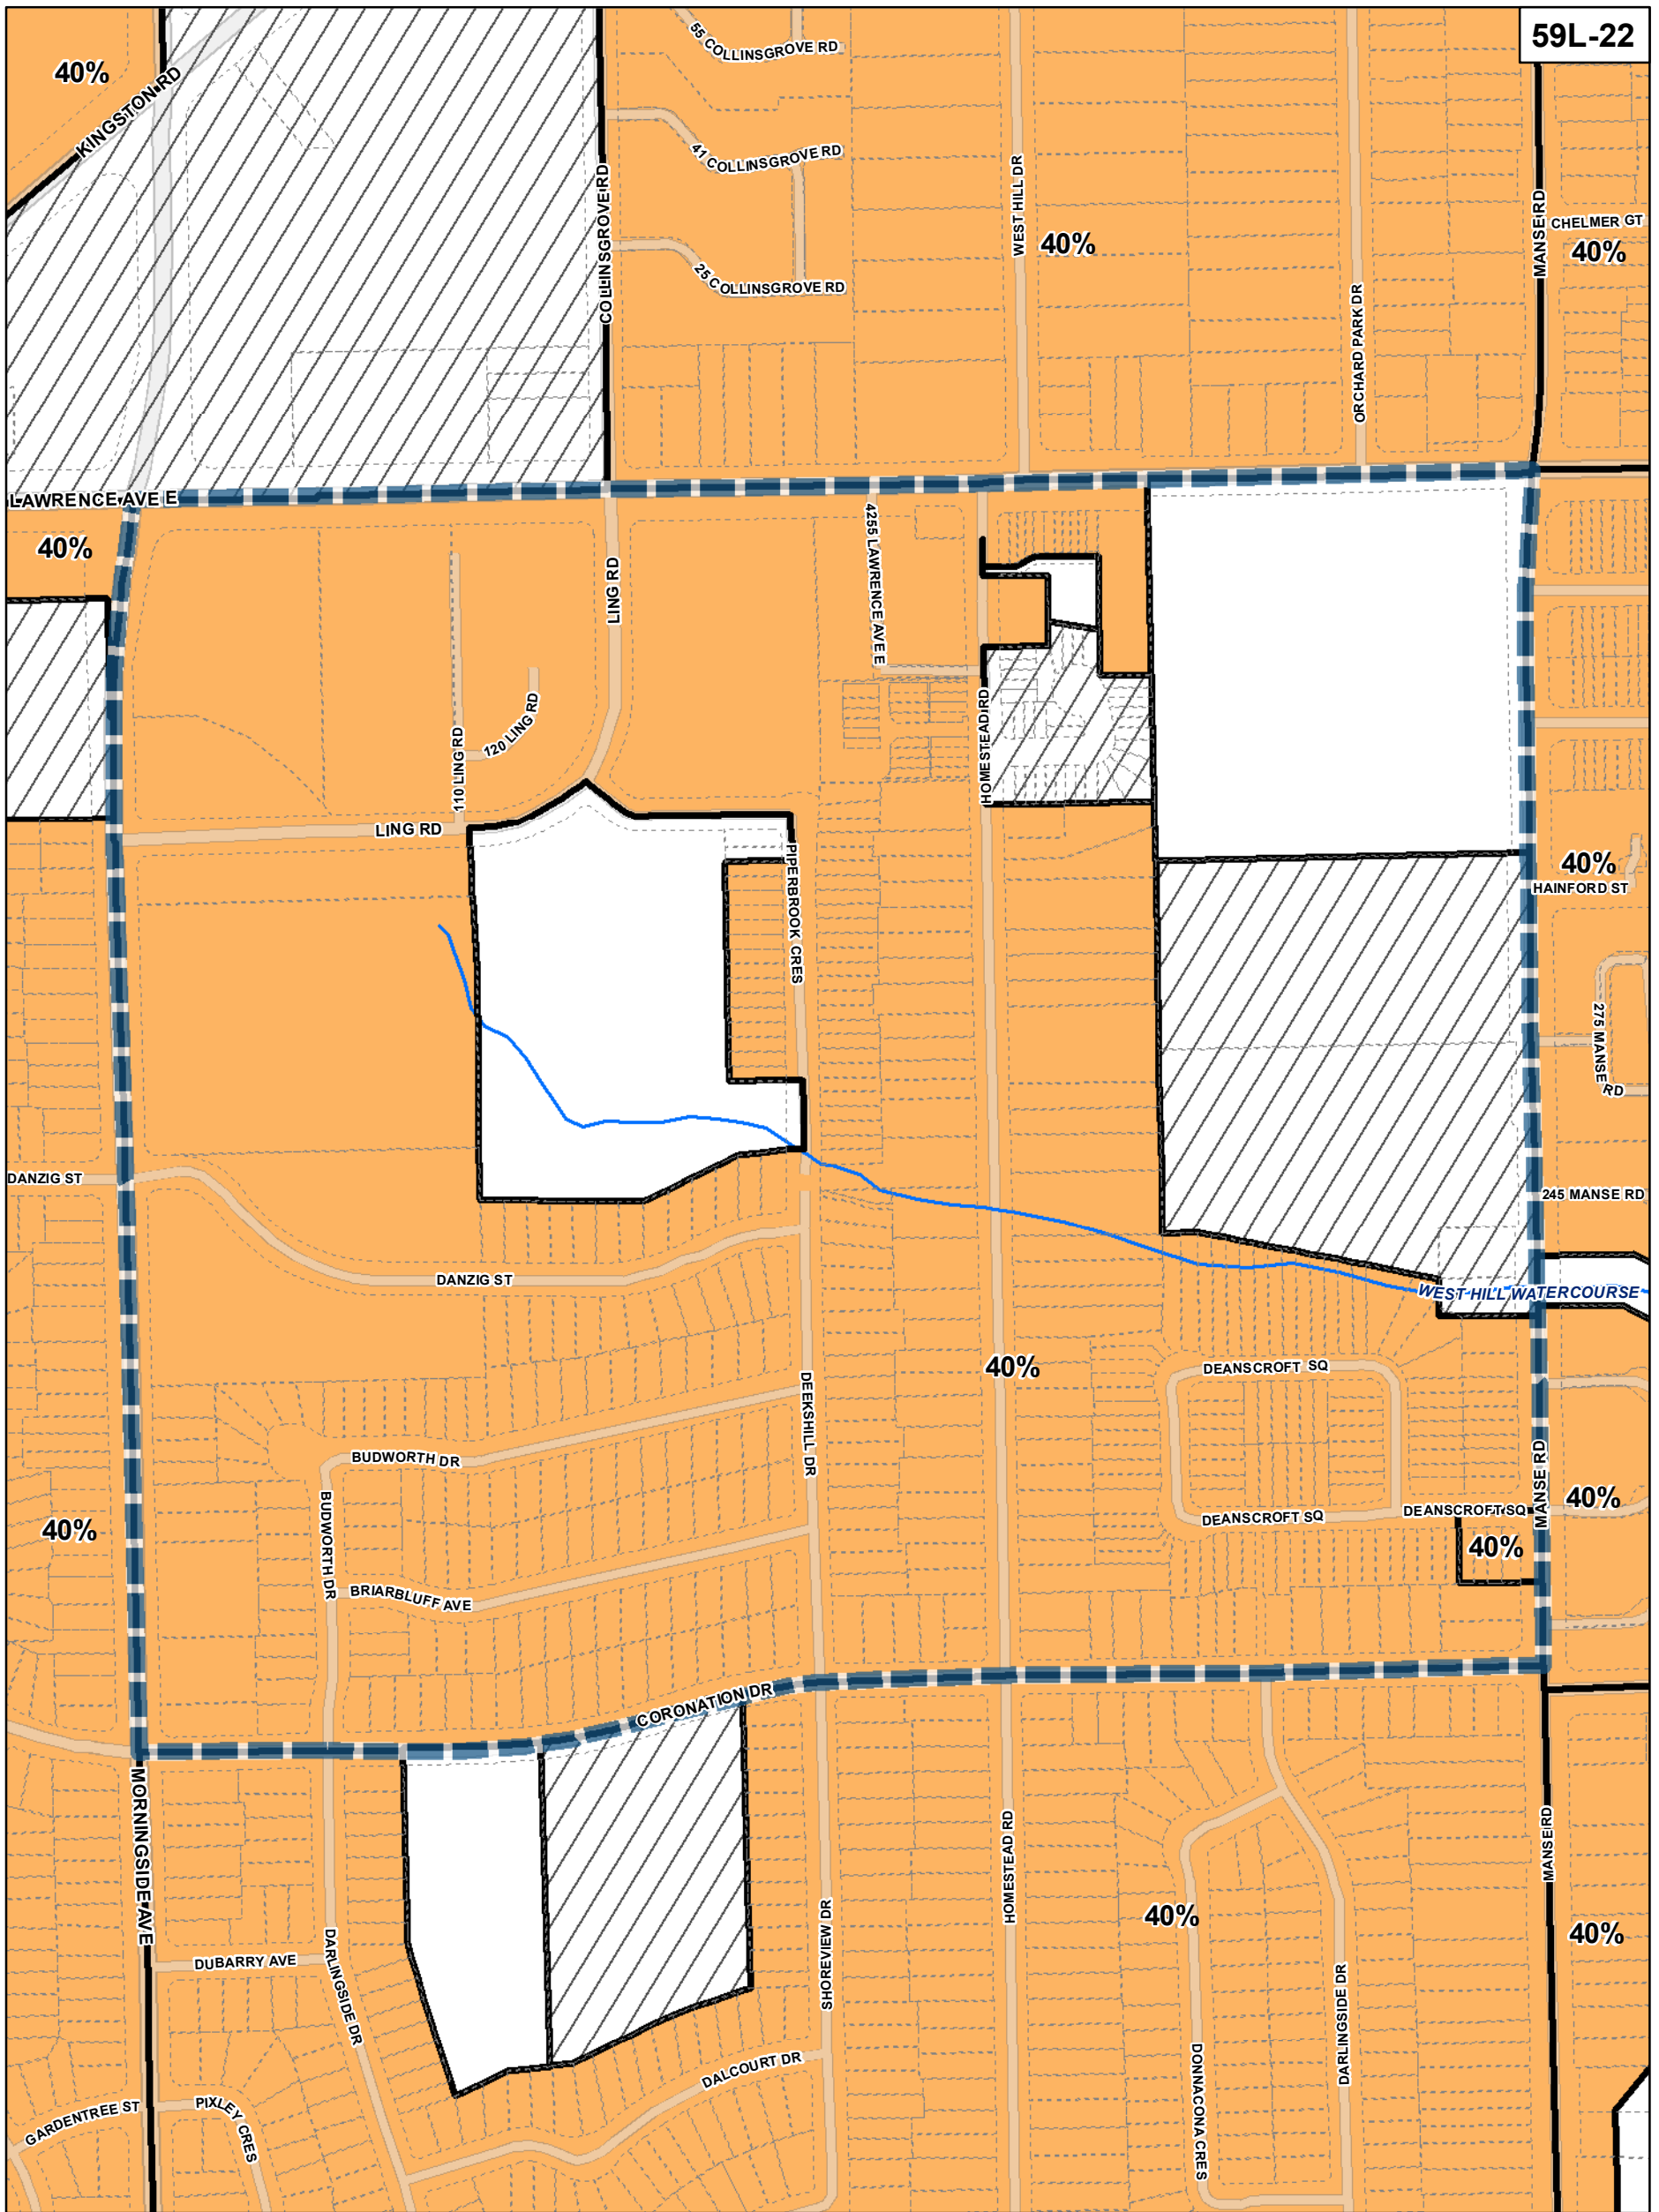 59L-22
55 COLLINSGROVE RD
40%
KINGSTON RD
41 COLLINSGROVE RD
COLLINSGROVE RD
WEST HILL DR
MANSE RD
CHELMER GT
40%
40%
25 COLLINSGROVE RD
ORCHARD PARK DR
LAWRENCE AVE E
40%
4255 LAWRENCE AVE E
LING RD
120 LING RD
HOMESTEAD RD
110 LING RD
LING RD
PIPERBROOK CRES
40%
HAINFORD ST
275 MANSE RD
DANZIG ST
245 MANSE RD
DANZIG ST
WEST HILL WATERCOURSE
40%
DEANSCROFT SQ
DEEKSHILL DR
BUDWORTH DR
MANSE RD
40%
BUDWORTH DR
DEANSCROFT SQ
DEANSCROFT SQ
40%
40%
BRIARBLUFF AVE
CORONATION DR
MORNINGSIDE AVE
HOMESTEAD RD
MANSE RD
40%
40%
SHOREVIEW DR
DUBARRY AVE
DARLINGSIDE DR
DARLINGSIDE DR
DALCOURT DR
DONNACONA CRES
GARDENTREE ST
PIXLEY CRES